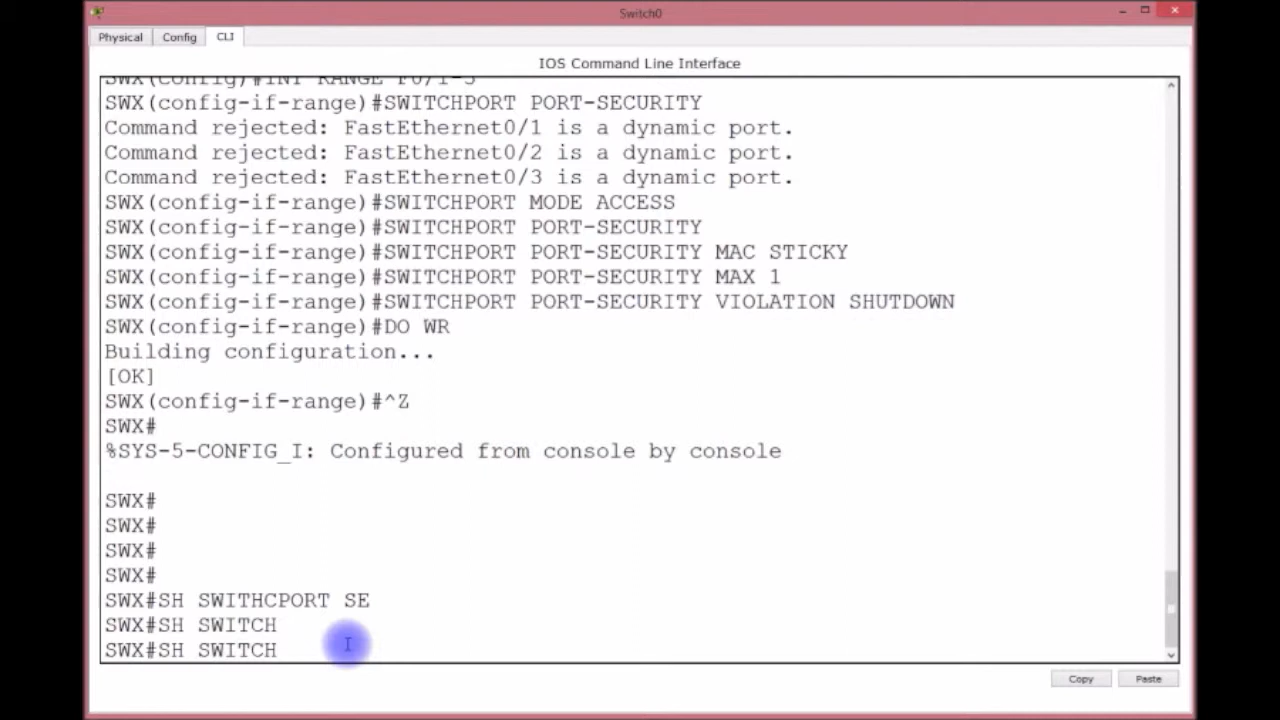 Switch0
Physical Config CLI
IOS Command Line Interface
SWX(config)#INT RANGE F0/1-3
SWX(config-if-range)#SWITCHPORT PORT-SECURITY
Command rejected: FastEthernet0/1 is a dynamic port.
Command rejected: FastEthernet0/2 is a dynamic port.
Command rejected: FastEthernet0/3 is a dynamic port.
SWX(config-if-range)#SWITCHPORT MODE ACCESS
SWX(config-if-range)#SWITCHPORT PORT-SECURITY
SWX(config-if-range)#SWITCHPORT PORT-SECURITY MAC STICKY
SWX(config-if-range)#SWITCHPORT PORT-SECURITY MAX 1
SWX(config-if-range)#SWITCHPORT PORT-SECURITY VIOLATION SHUTDOWN
SWX(config-if-range)#DO WR
Building configuration...
[OK]
SWX(config-if-range)#^Z
SWX#
%SYS-5-CONFIG_I: Configured from console by console
SWX#
SWX#
SWX#
SWX#
SWX#SH SWITHCPORT SE
SWX#SH SWITCH
SWX#SH SWITCH
Copy Paste